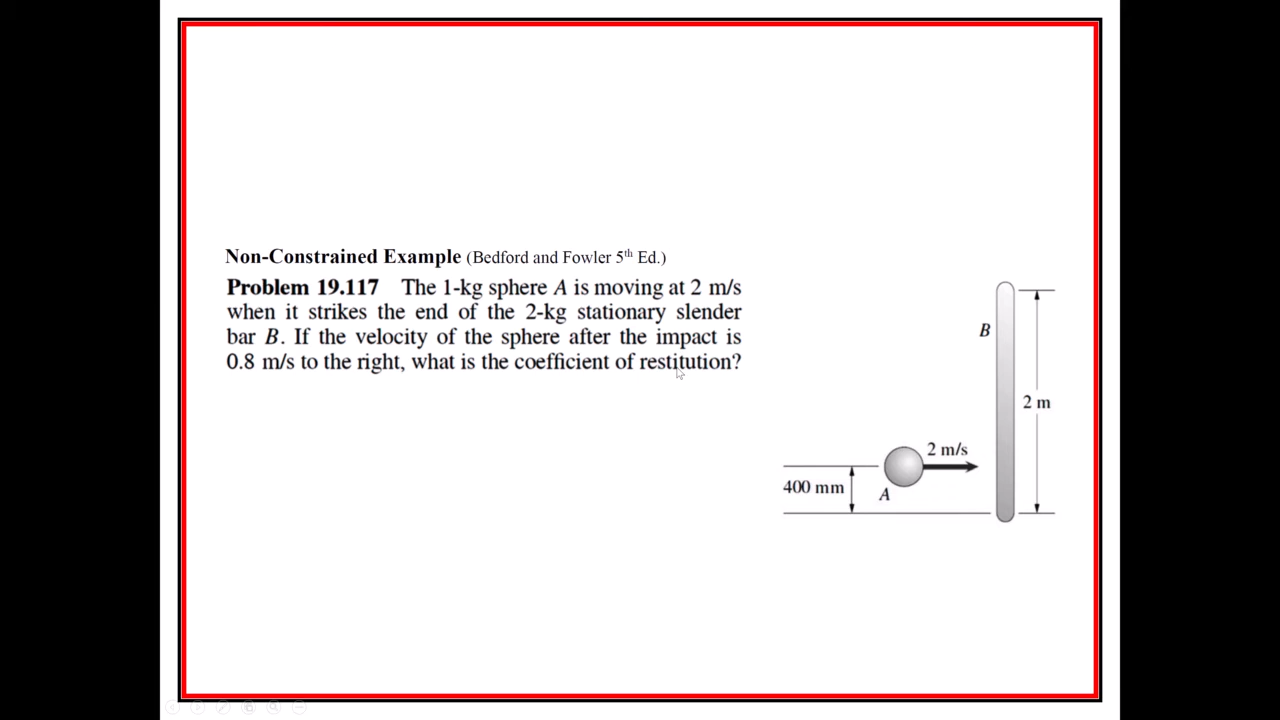 Non-Constrained Example (Bedford and Fowler 5th Ed.)
Problem 19.117 The 1-kg sphere A is moving at 2 m/s
when it strikes the end of the 2-kg stationary slender
bar B. If the velocity of the sphere after the impact is
0.8 m/s to the right, what is the coefficient of restitution?
B
2 m
2 m/s
400 mm
A